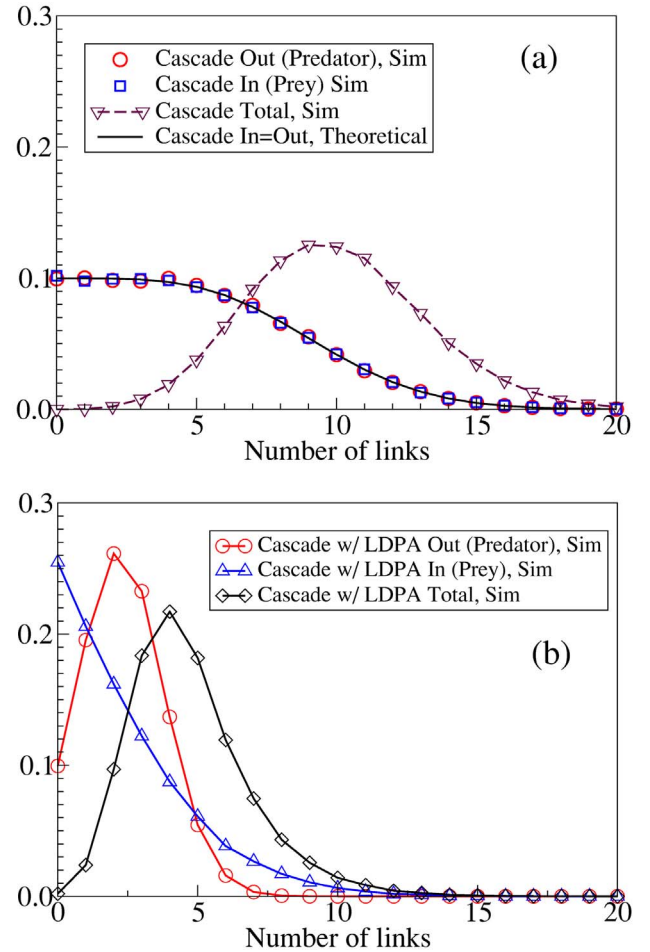 0.3
(a)
Cascade Out (Predator), Sim
Cascade In (Prey) Sim
Cascade Total, Sim
Cascade In=Out, Theoretical
0.2
0.1
0.0
0 5 10 15 20
Number of links
0.3
Cascade w/ LDPA Out (Predator), Sim
Cascade w/ LDPA In (Prey), Sim
Cascade w/ LDPA Total, Sim
0.2
(b)
0.1
0.0
0 5 10 15 20
Number of links